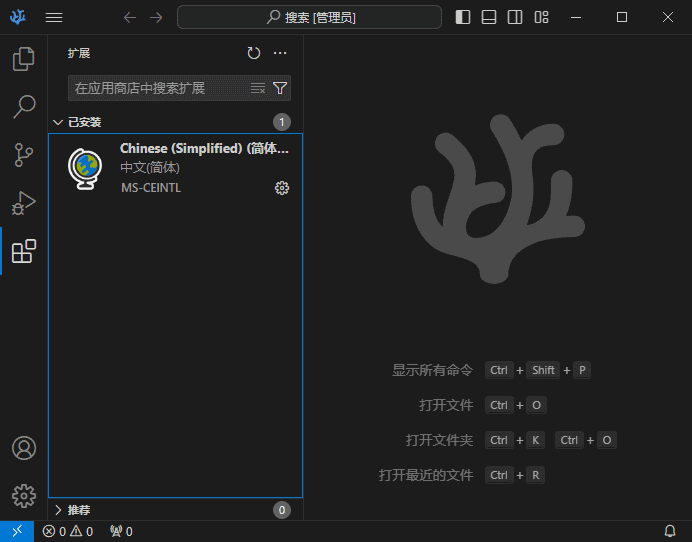 搜索 [管理员]
扩展
在应用商店中搜索扩展
已安装
1
Chinese (Simplified) (简体...
中文(简体)
MS-CEINTL
显示所有命令 Ctrl + Shift + P
打开文件 Ctrl + O
打开文件夹 Ctrl + K Ctrl + O
打开最近的文件 Ctrl + R
推荐
0
0 0 0